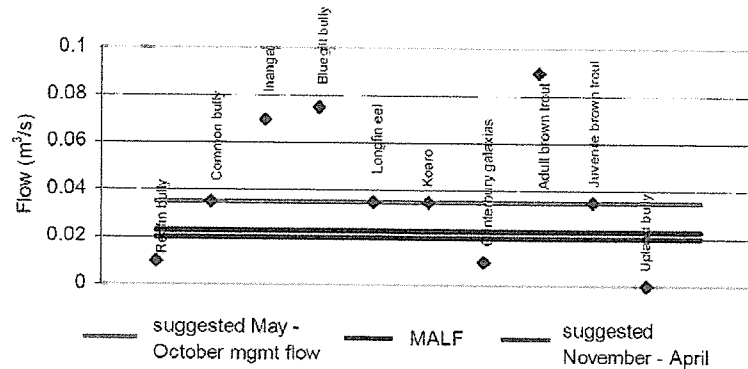 0.1
0.08
0.06
0.04
0.02
0
Flow (m³/s)
Redfin bully
Common bully
Inanga
Bluegill bully
Longfin eel
Koaro
Canterbury galaxias
Adult brown trout
Juvenile brown trout
Upland bully
suggested May -
October mgmt flow
MALF
suggested
November - April